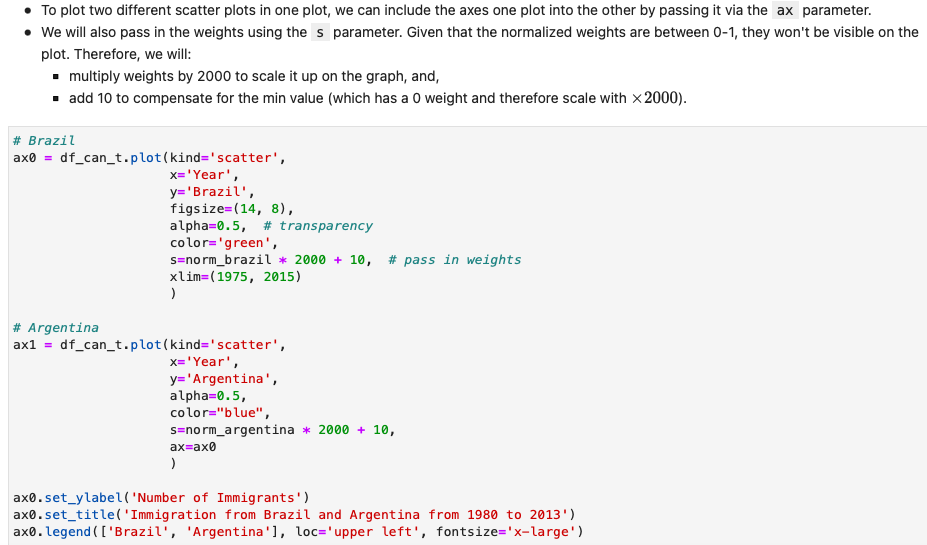 • To plot two different scatter plots in one plot, we can include the axes one plot into the other by passing it via the ax parameter.
• We will also pass in the weights using the s parameter. Given that the normalized weights are between 0-1, they won't be visible on the
plot. Therefore, we will:
▪ multiply weights by 2000 to scale it up on the graph, and,
▪ add 10 to compensate for the min value (which has a 0 weight and therefore scale with ×2000).
# Brazil
ax0 = df_can_t.plot(kind='scatter',
x='Year',
y='Brazil',
figsize=(14, 8),
alpha=0.5,  # transparency
color='green',
s=norm_brazil * 2000 + 10,  # pass in weights
xlim=(1975, 2015)
)
# Argentina
ax1 = df_can_t.plot(kind='scatter',
x='Year',
y='Argentina',
alpha=0.5,
color="blue",
s=norm_argentina * 2000 + 10,
ax=ax0
)
ax0.set_ylabel('Number of Immigrants')
ax0.set_title('Immigration from Brazil and Argentina from 1980 to 2013')
ax0.legend(['Brazil', 'Argentina'], loc='upper left', fontsize='x-large')